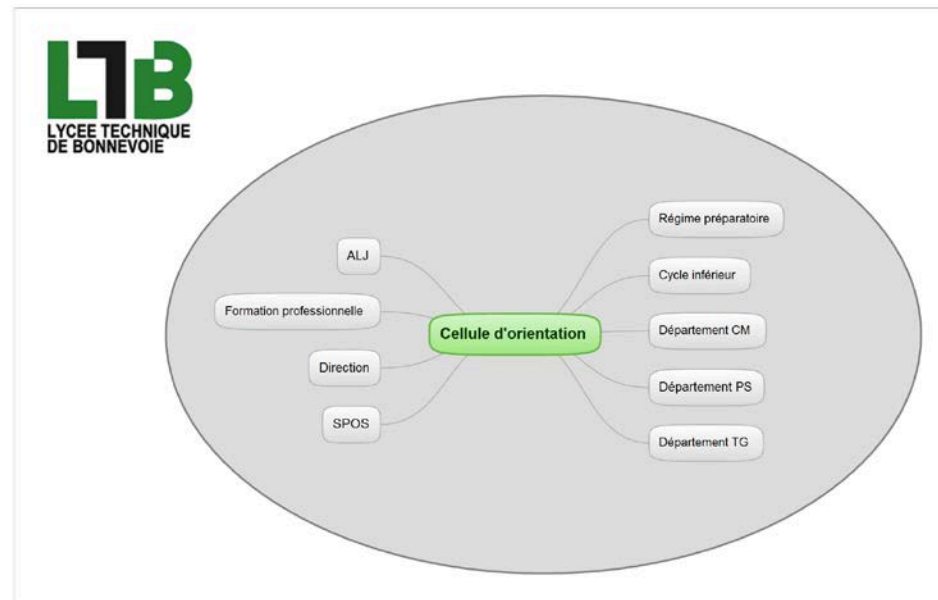 LTB
LYCEE TECHNIQUE
DE BONNEVOIE
ALJ
Formation professionnelle
Direction
SPOS
Cellule d'orientation
Régime préparatoire
Cycle inférieur
Département CM
Département PS
Département TG